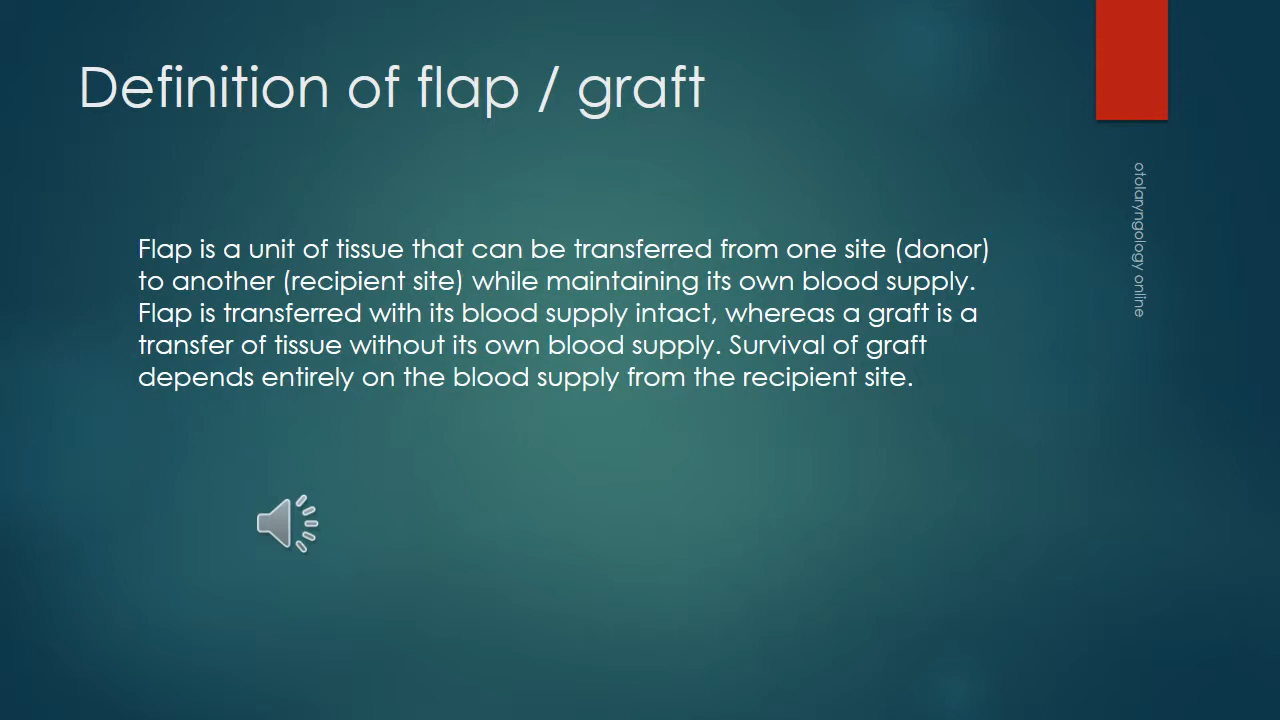 Definition of flap / graft
Flap is a unit of tissue that can be transferred from one site (donor)
to another (recipient site) while maintaining its own blood supply.
Flap is transferred with its blood supply intact, whereas a graft is a
transfer of tissue without its own blood supply. Survival of graft
depends entirely on the blood supply from the recipient site.
otolaryngology online